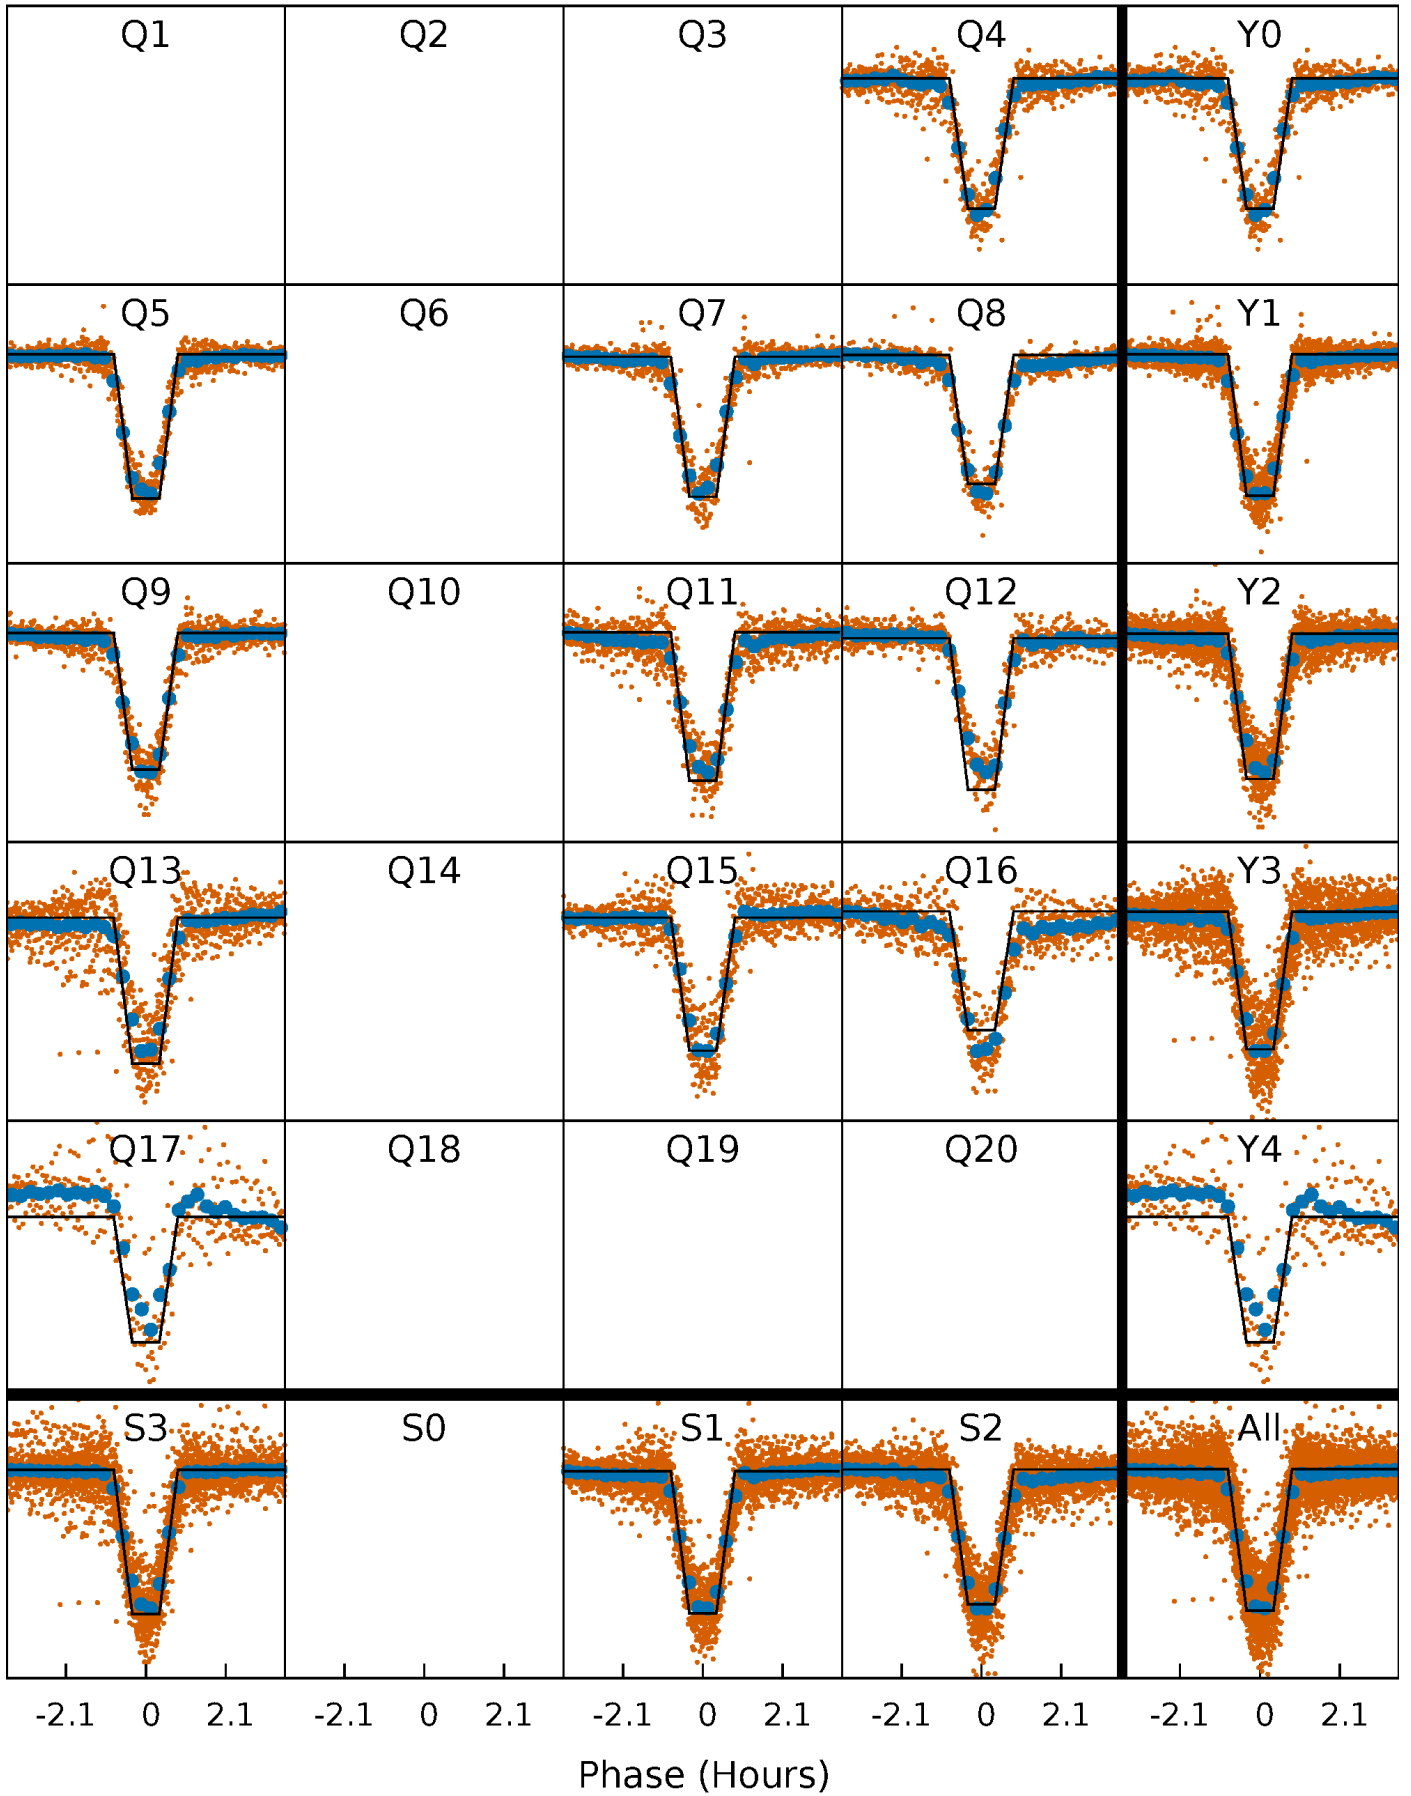 Q1 Q2 Q3 Q4 Y0
Q5 Q6 Q7 Q8 Y1
Q9 Q10 Q11 Q12 Y2
Q13 Q14 Q15 Q16 Y3
Q17 Q18 Q19 Q20 Y4
S3 S0 S1 S2 All
-2.1 0 2.1 -2.1 0 2.1 -2.1 0 2.1 -2.1 0 2.1 -2.1 0 2.1
Phase (Hours)